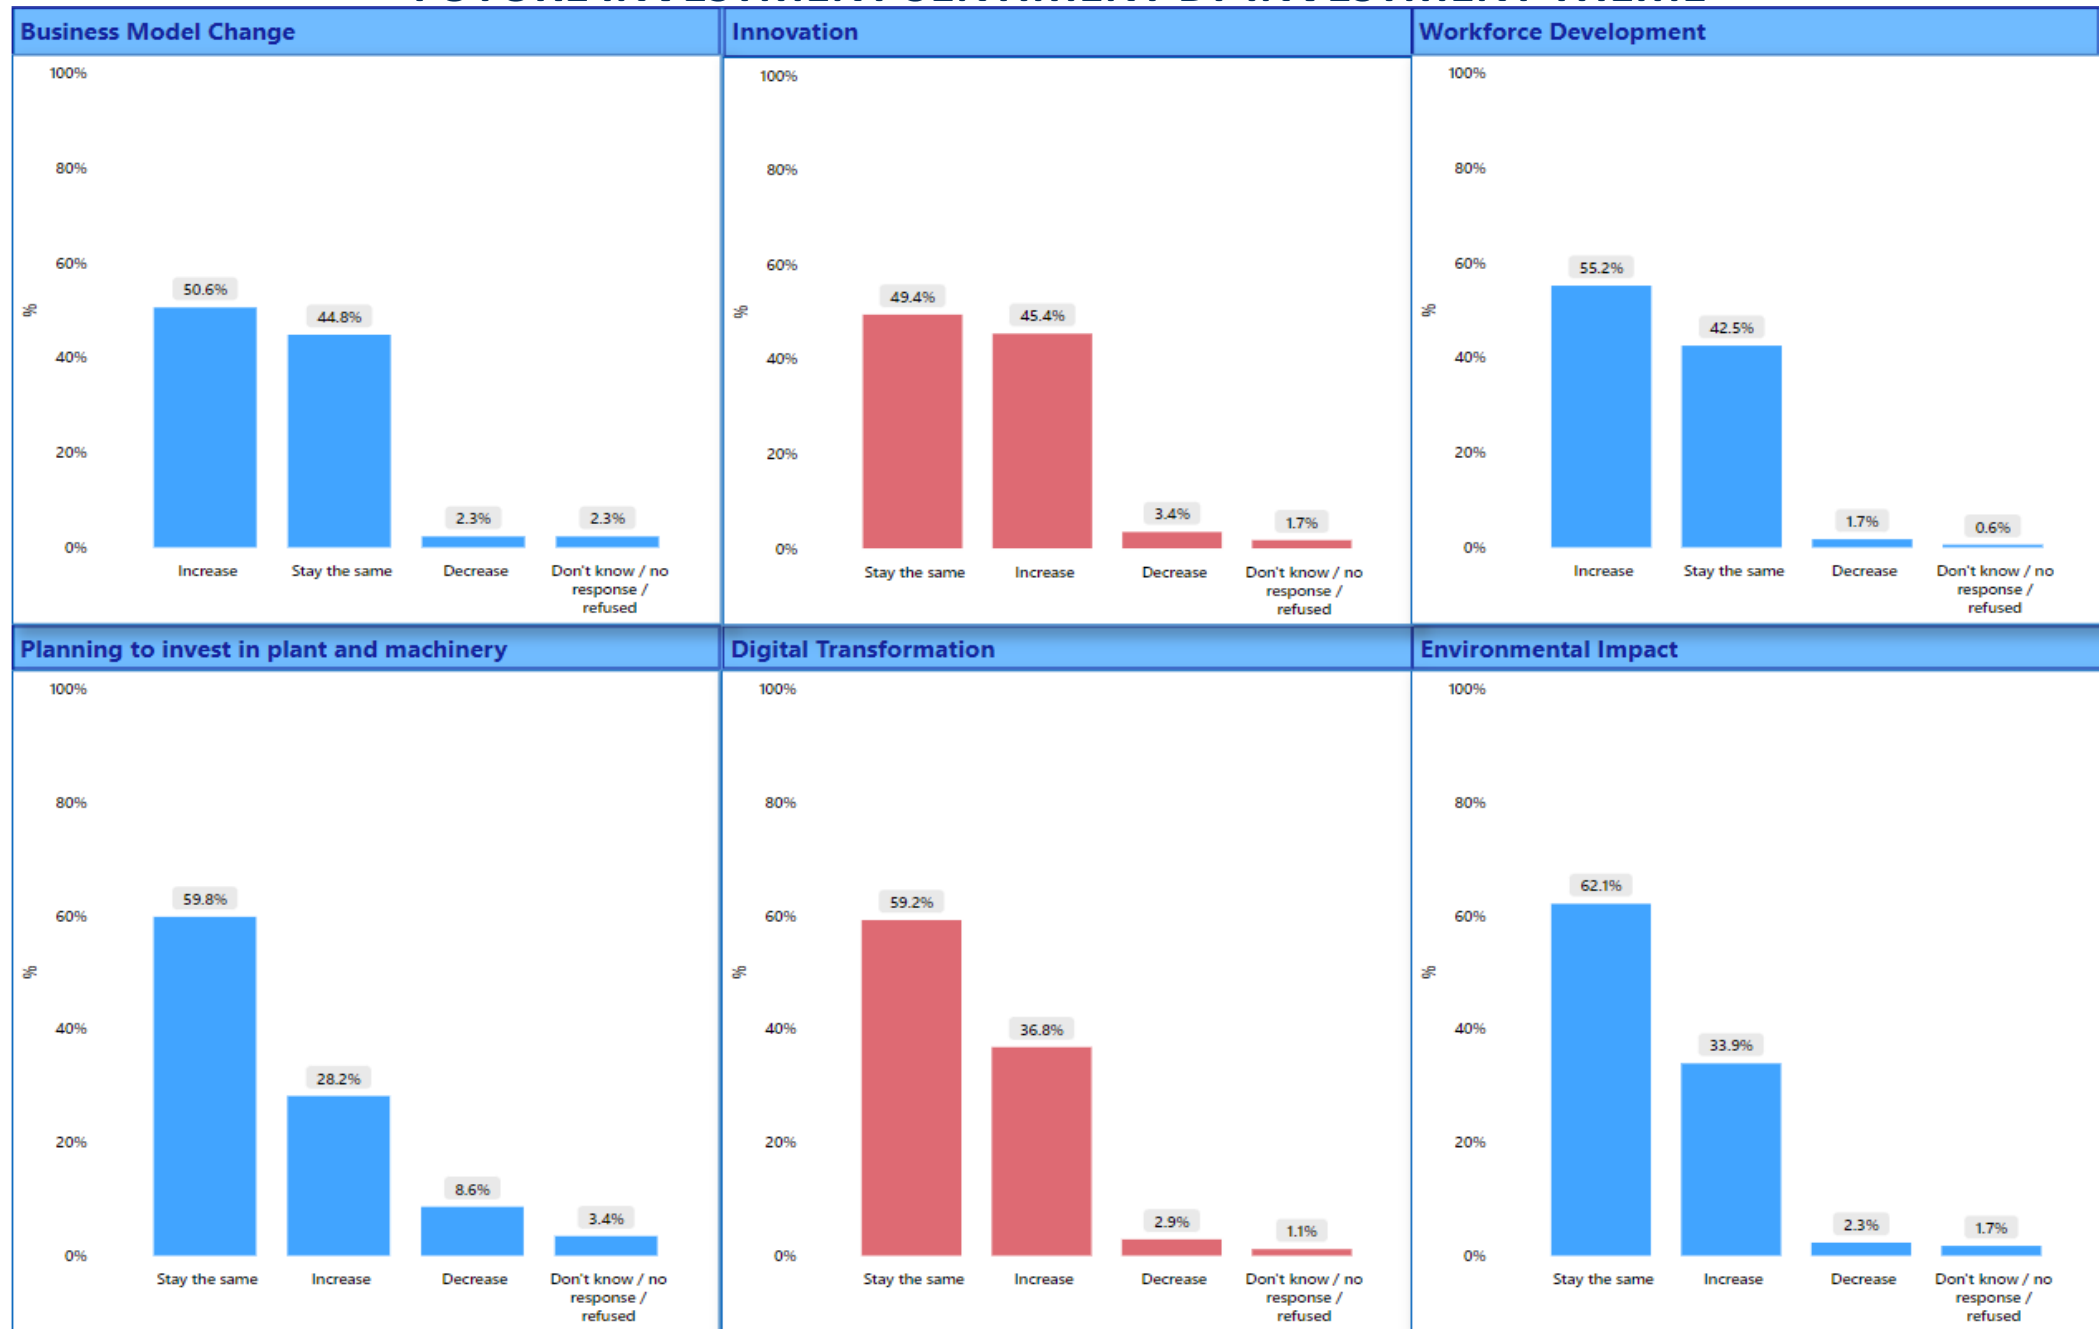 FUTURE INVESTMENT SENTIMENT BY INVESTMENT THEME
Business Model Change
100%
80%
60%
40%
20%
0%
%
50.6%
44.8%
2.3%
2.3%
Increase
Stay the same
Decrease
Don't know / no
response /
refused
Innovation
100%
80%
60%
40%
20%
0%
%
49.4%
45.4%
3.4%
1.7%
Stay the same
Increase
Decrease
Don't know / no
response /
refused
Workforce Development
100%
80%
60%
40%
20%
0%
%
55.2%
42.5%
1.7%
0.6%
Increase
Stay the same
Decrease
Don't know / no
response /
refused
Planning to invest in plant and machinery
100%
80%
60%
40%
20%
0%
%
59.8%
28.2%
8.6%
3.4%
Stay the same
Increase
Decrease
Don't know / no
response /
refused
Digital Transformation
100%
80%
60%
40%
20%
0%
%
59.2%
36.8%
2.9%
1.1%
Stay the same
Increase
Decrease
Don't know / no
response /
refused
Environmental Impact
100%
80%
60%
40%
20%
0%
%
62.1%
33.9%
2.3%
1.7%
Stay the same
Increase
Decrease
Don't know / no
response /
refused